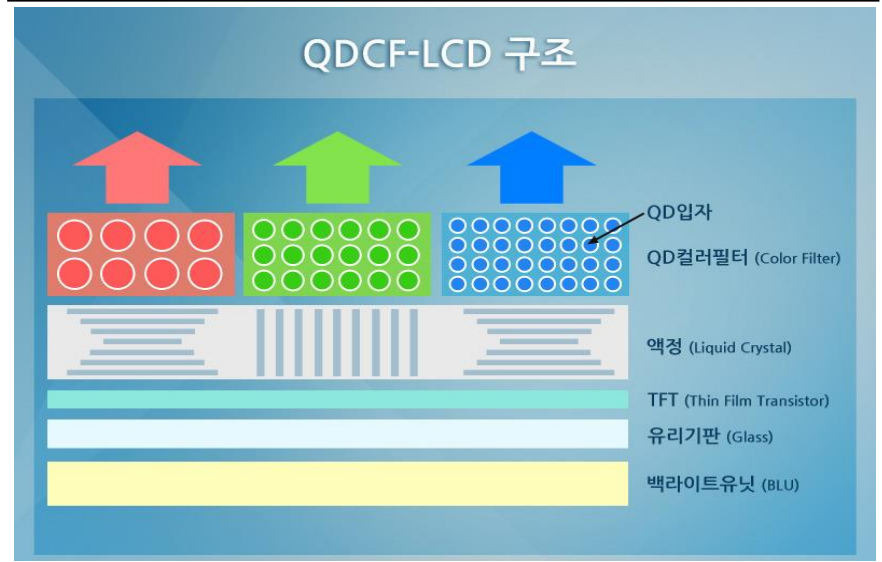 QDCF-LCD 구조
QD입자
QD컬러필터 (Color Filter)
액정 (Liquid Crystal)
TFT (Thin Film Transistor)
유리기판 (Glass)
백라이트유닛 (BLU)